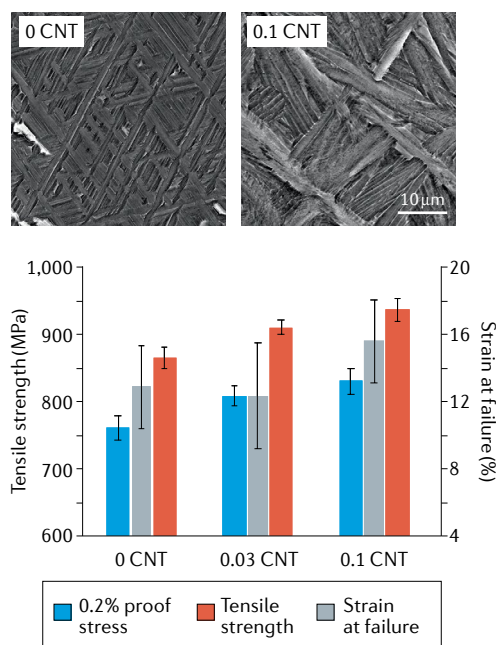 0 CNT
0.1 CNT
10 μm
Tensile strength (MPa)
1,000
900
800
700
600
20
16
12
8
4
Strain at failure (%)
0 CNT
0.03 CNT
0.1 CNT
0.2% proof
stress
Tensile
strength
Strain
at failure